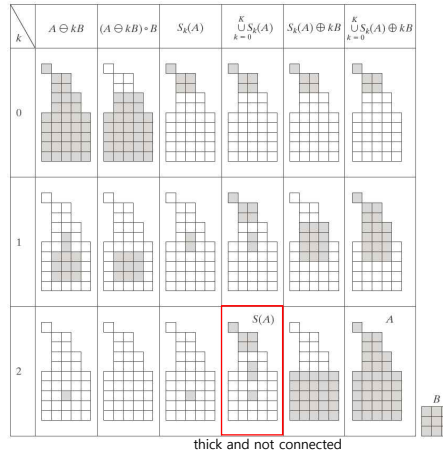 k
A ⊖ kB
(A ⊖ kB) ∘ B
S_k(A)
K ∪ k = 0 S_k(A)
S_k(A) ⊕ kB
K ∪ k = 0 S_k(A) ⊕ kB
0
1
S(A)
A
2
B
thick and not connected